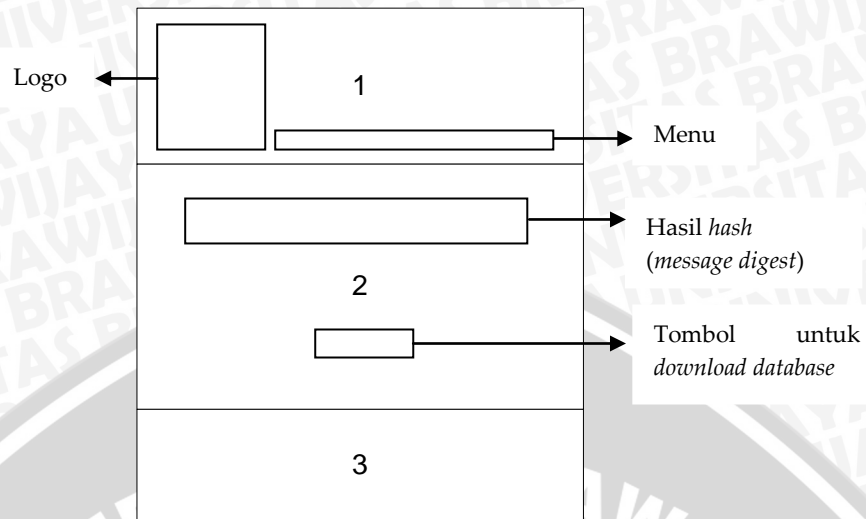 Logo
1
Menu
Hasil hash
(message digest)
2
Tombol untuk
download database
3